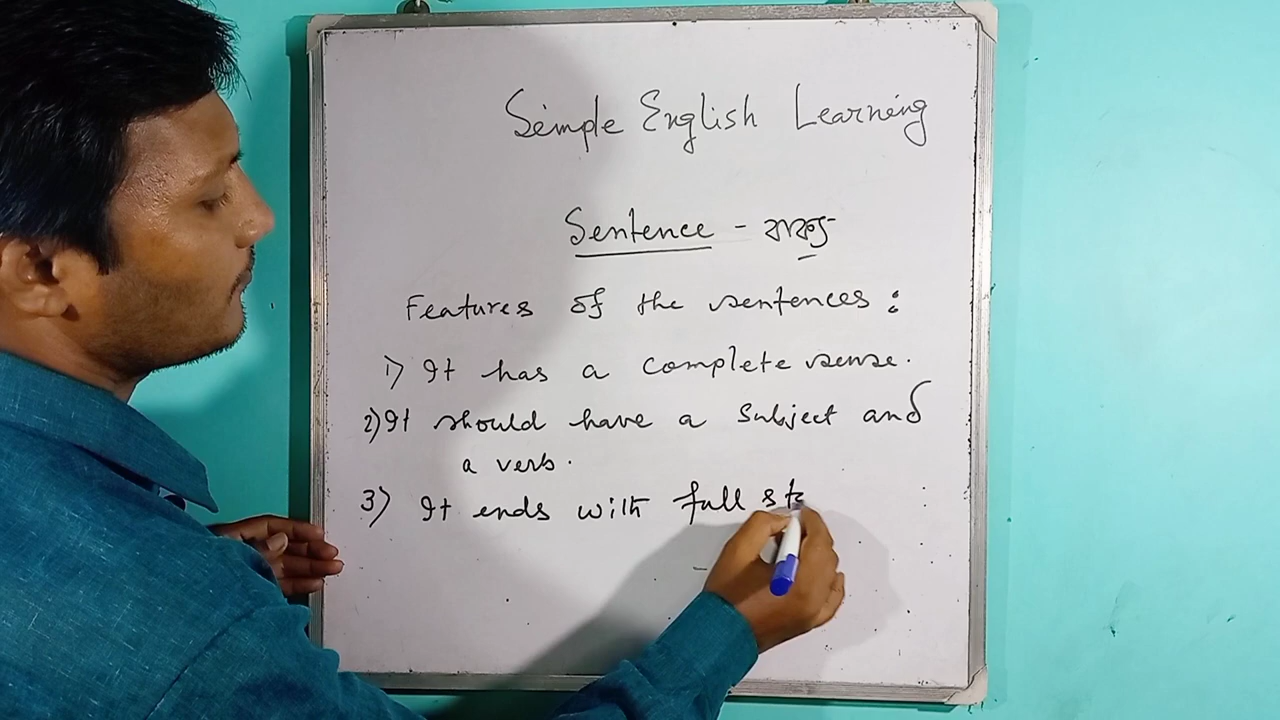 Simple English Learning
Sentence - বাক্য
Features of the sentences :
1) It has a complete sense.
2) It should have a Subject and
a verb.
3) It ends with full sto